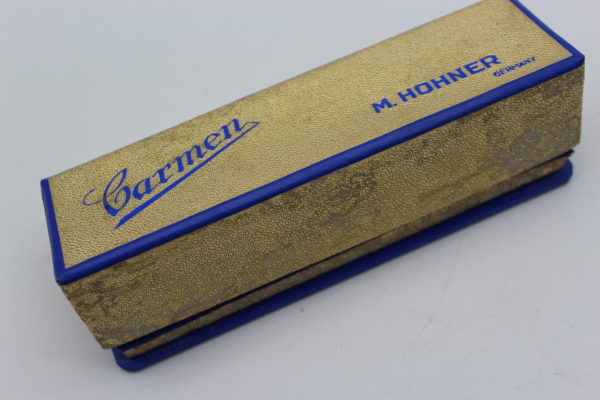 Carmen
M. HOHNER
GERMANY